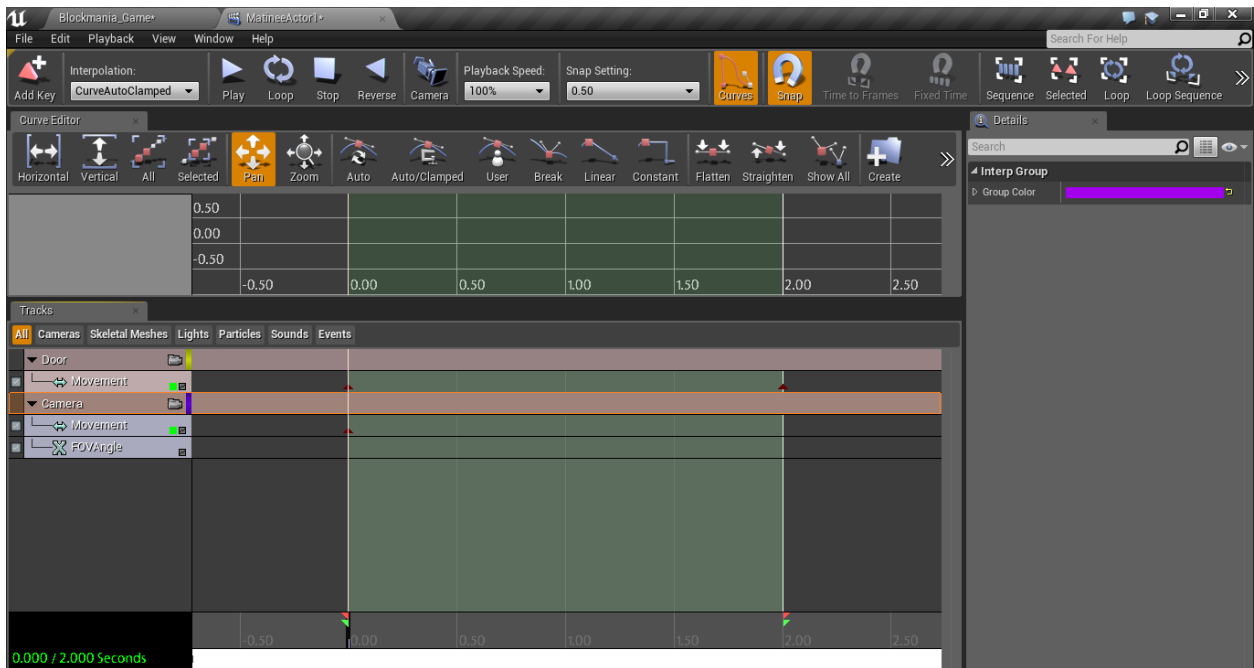 Blockmania_Game* MatineeActor1*
File Edit Playback View Window Help Search For Help
Add Key Interpolation: CurveAutoClamped Play Loop Stop Reverse Camera Playback Speed: 100% Snap Setting: 0.50 Curves Snap Time to Frames Fixed Time Sequence Selected Loop Loop Sequence
Curve Editor
Horizontal Vertical All Selected Pan Zoom Auto Auto/Clamped User Break Linear Constant Flatten Straighten Show All Create
0.50
0.00
-0.50
-0.50 0.00 0.50 1.00 1.50 2.00 2.50
Tracks
All Cameras Skeletal Meshes Lights Particles Sounds Events
Door
Movement
Camera
Movement
FOVAngle
-0.50 0.00 0.50 1.00 1.50 2.00 2.50
0.000 / 2.000 Seconds
Details
Search
Interp Group
Group Color